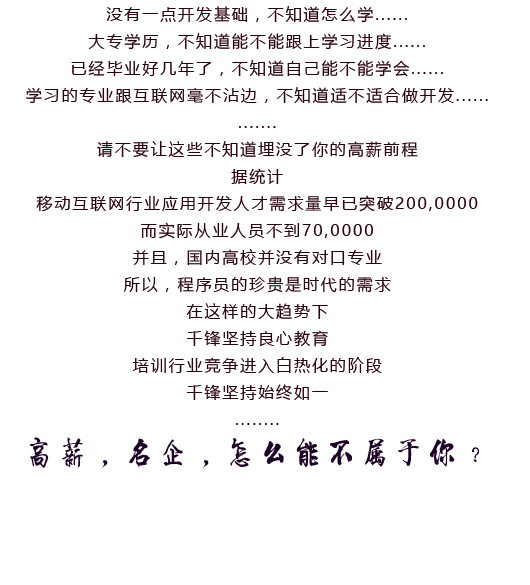 没有一点开发基础，不知道怎么学......
大专学历，不知道能不能跟上学习进度......
已经毕业好几年了，不知道自己能不能学会......
学习的专业跟互联网毫不沾边，不知道适不适合做开发......
.......
请不要让这些不知道埋没了你的高薪前程
据统计
移动互联网行业应用开发人才需求量早已突破200,0000
而实际从业人员不到70,0000
并且，国内高校并没有对口专业
所以，程序员的珍贵是时代的需求
在这样的大趋势下
千锋坚持良心教育
培训行业竞争进入白热化的阶段
千锋坚持始终如一
........
高薪，名企，怎么能不属于你？